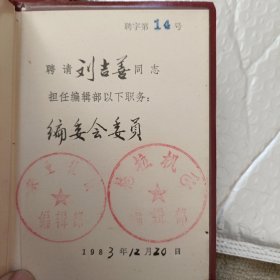 聘字第14号
聘请刘吉善同志
担任编辑部以下职务：
编委会委員
编辑部
编辑部
1983年12月20日